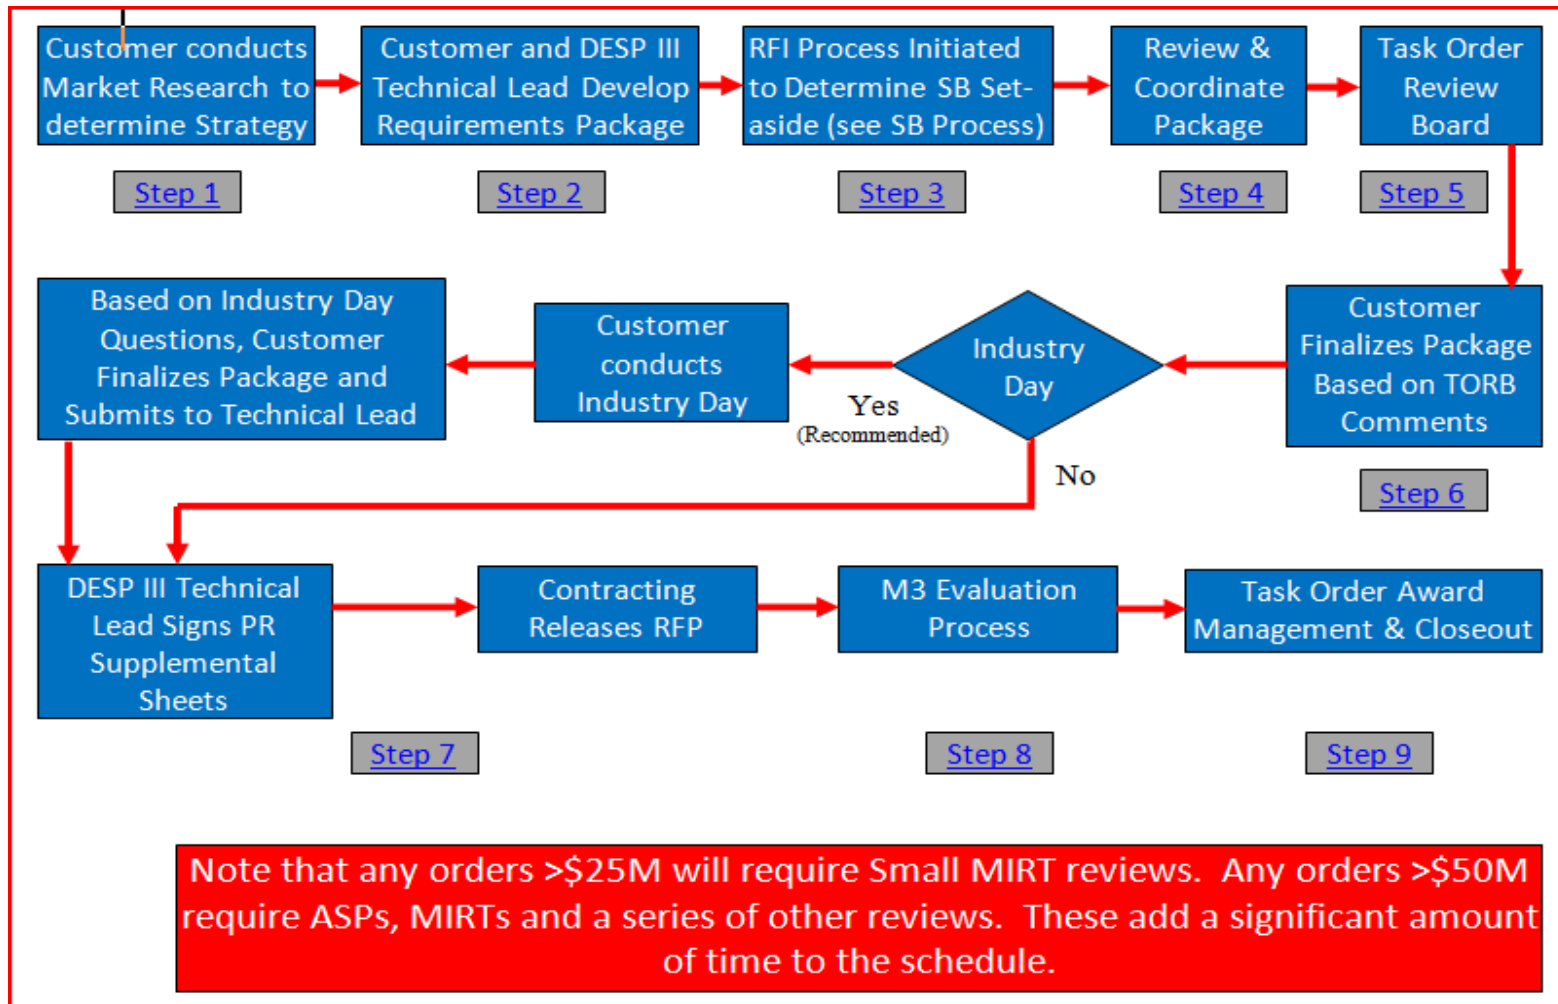 Customer conducts
Market Research to
determine Strategy
Customer and DESP III
Technical Lead Develop
Requirements Package
RFI Process Initiated
to Determine SB Set-
aside (see SB Process)
Review &
Coordinate
Package
Task Order
Review
Board
Step 1
Step 2
Step 3
Step 4
Step 5
Based on Industry Day
Questions, Customer
Finalizes Package and
Submits to Technical Lead
Customer
conducts
Industry Day
Yes
(Recommended)
Industry
Day
No
Customer
Finalizes Package
Based on TORB
Comments
Step 6
DESP III Technical
Lead Signs PR
Supplemental
Sheets
Contracting
Releases RFP
M3 Evaluation
Process
Task Order Award
Management & Closeout
Step 7
Step 8
Step 9
Note that any orders >$25M will require Small MIRT reviews.  Any orders >$50M
require ASPs, MIRTs and a series of other reviews.  These add a significant amount
of time to the schedule.